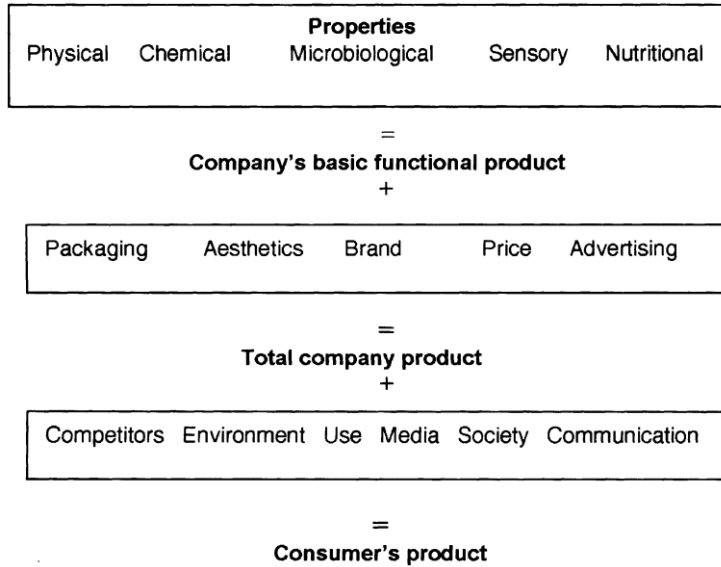 Properties
Physical Chemical Microbiological Sensory Nutritional
=
Company's basic functional product
+
Packaging Aesthetics Brand Price Advertising
=
Total company product
+
Competitors Environment Use Media Society Communication
=
Consumer's product